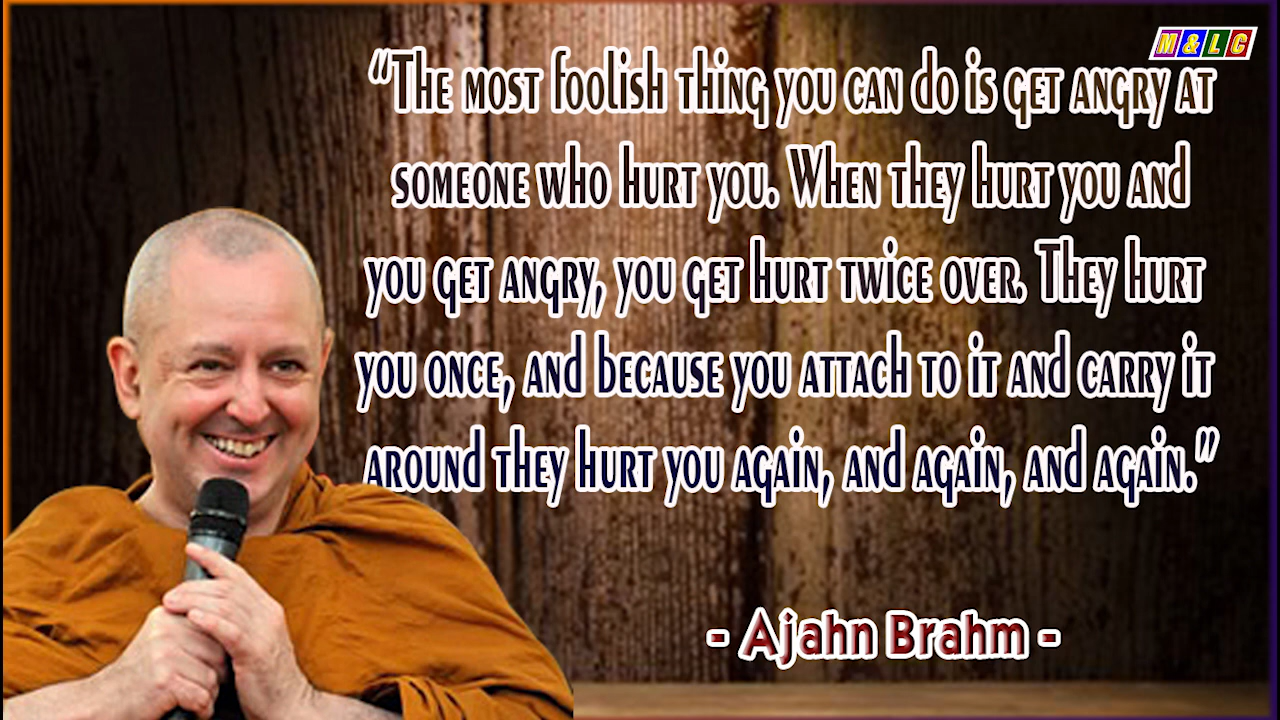 M&LC
“The most foolish thing you can do is get angry at
someone who hurt you. When they hurt you and
you get angry, you get hurt twice over. They hurt
you once, and because you attach to it and carry it
around they hurt you again, and again, and again.”
- Ajahn Brahm -